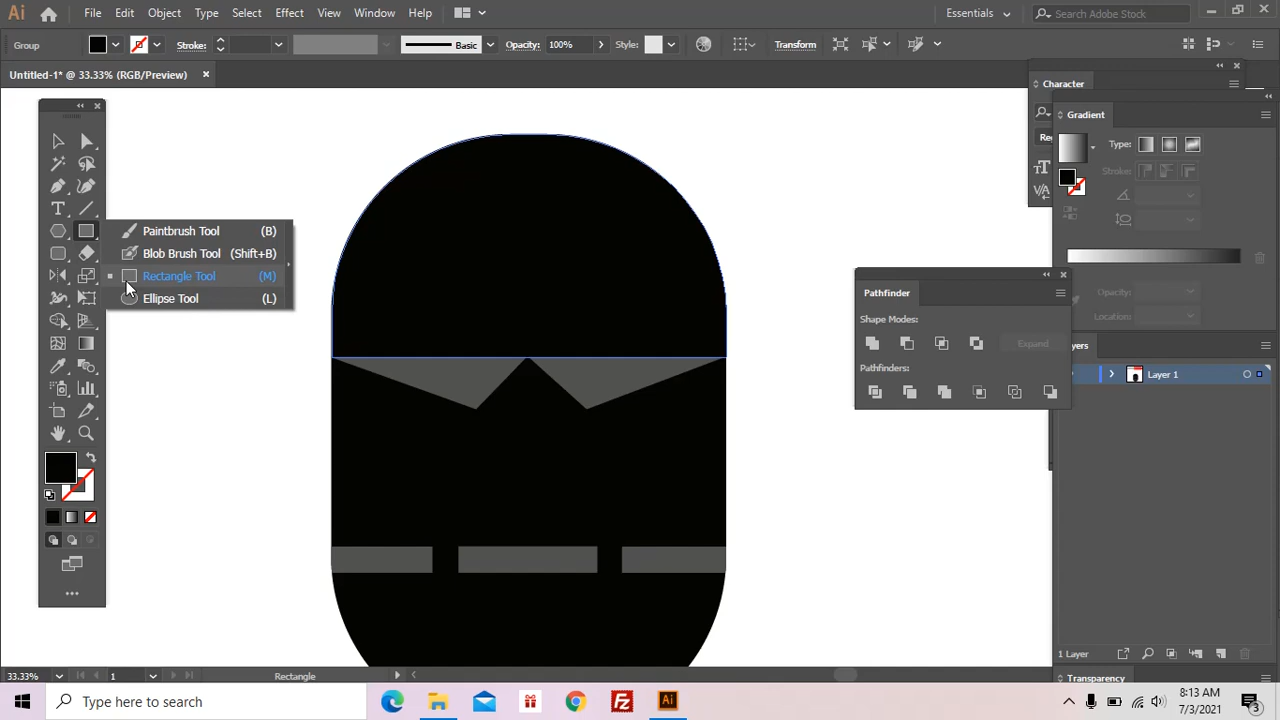 Ai File Edit Object Type Select Effect View Window Help Essentials Search Adobe Stock
Group Stroke: Basic Opacity: 100% Style: Transform
Untitled-1* @ 33.33% (RGB/Preview)
Character
Gradient
Type:
Stroke:
Paintbrush Tool (B)
Blob Brush Tool (Shift+B)
Rectangle Tool (M)
Ellipse Tool (L)
Pathfinder
Shape Modes:
Expand
Pathfinders:
Opacity:
Location:
Layer 1
1 Layer
Transparency
33.33% 1 Rectangle
Type here to search
8:13 AM
7/3/2021
3